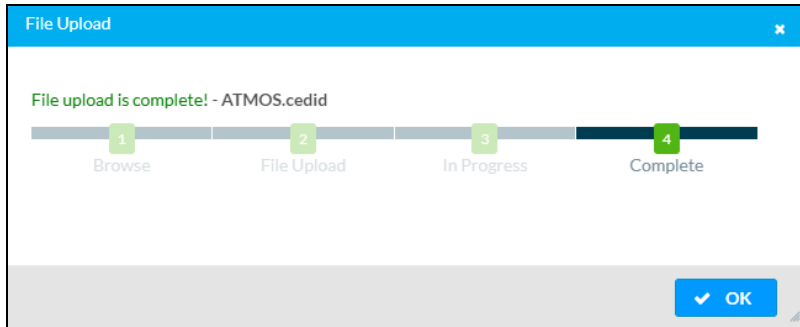 File Upload
File upload is complete! - ATMOS.cedid
1 2 3 4
Browse File Upload In Progress Complete
OK